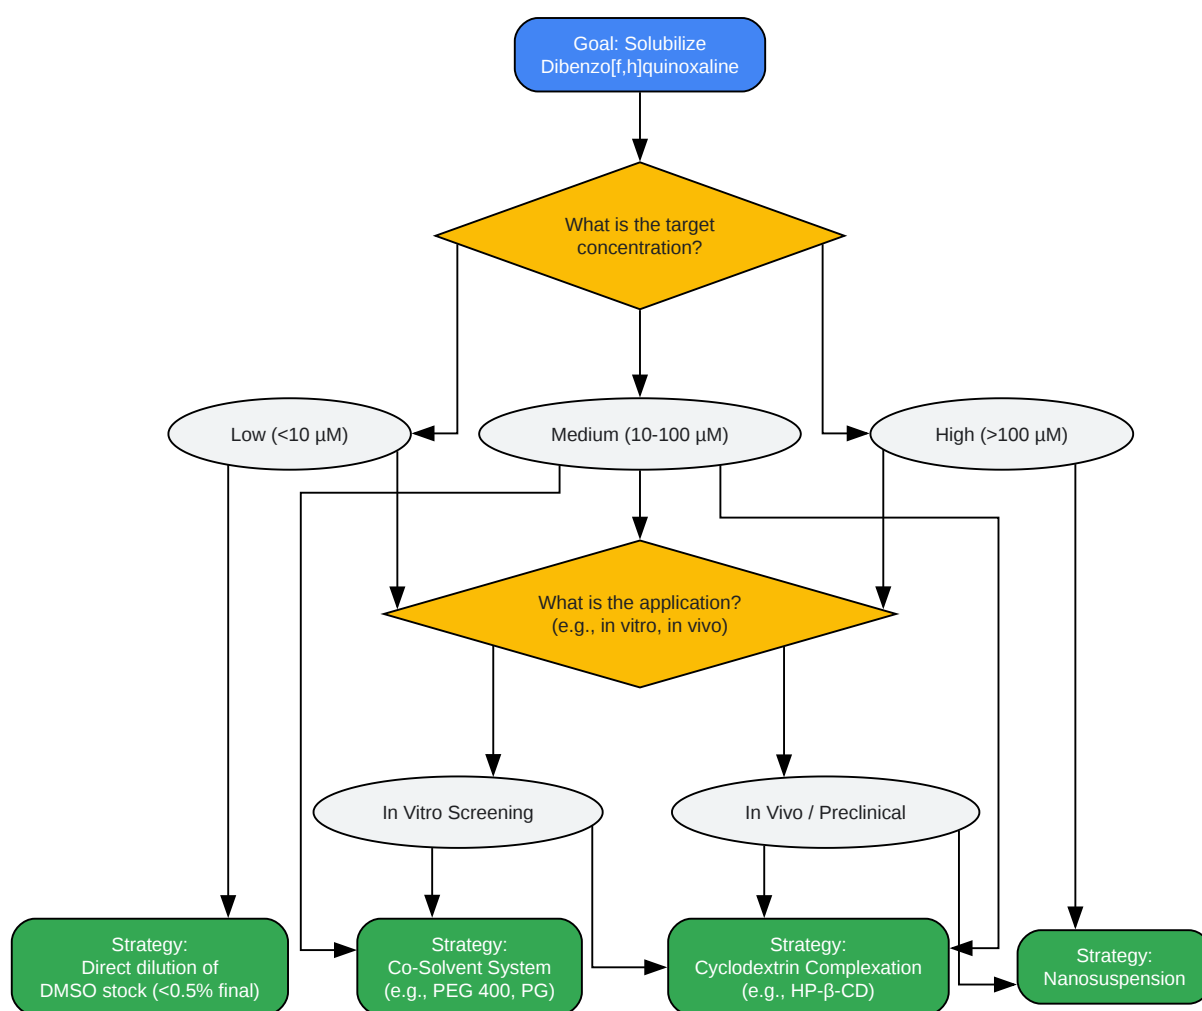 Goal: Solubilize
Dibenzo[f,h]quinoxaline
What is the target
concentration?
Low (<10 µM)
Medium (10-100 µM)
High (>100 µM)
What is the application?
(e.g., in vitro, in vivo)
In Vitro Screening
In Vivo / Preclinical
Strategy:
Direct dilution of
DMSO stock (<0.5% final)
Strategy:
Co-Solvent System
(e.g., PEG 400, PG)
Strategy:
Cyclodextrin Complexation
(e.g., HP-β-CD)
Strategy:
Nanosuspension